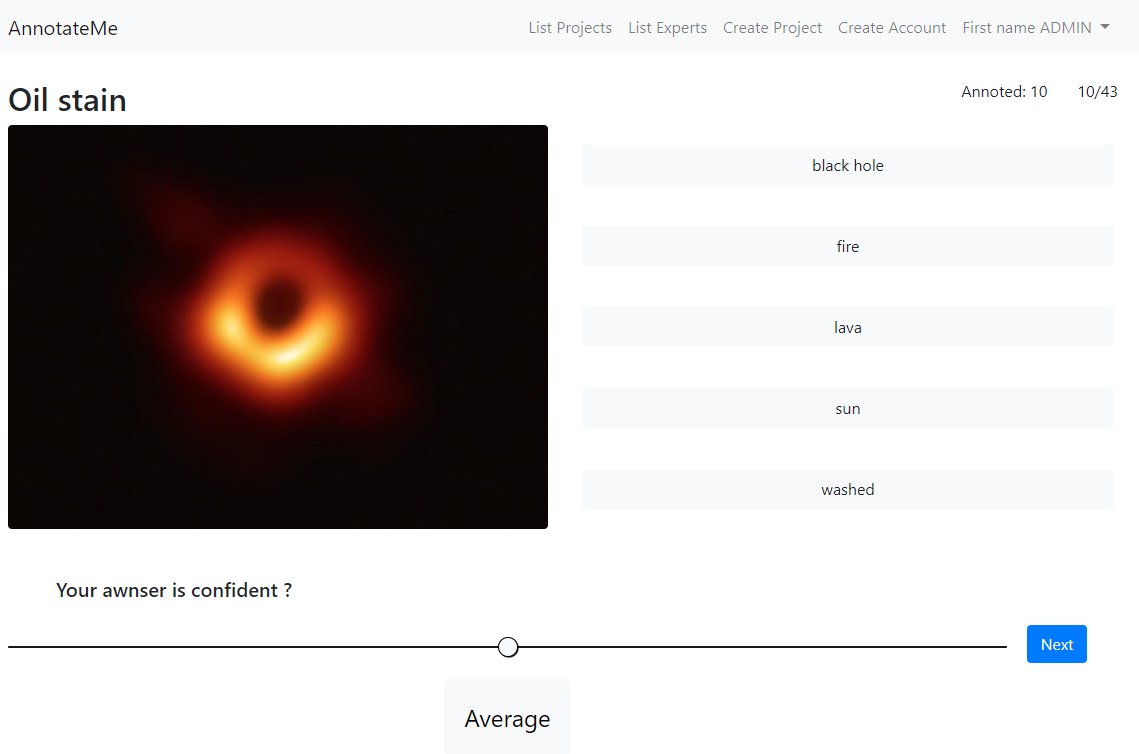 AnnotateMe
List Projects List Experts Create Project Create Account First name ADMIN
Oil stain
Annoted: 10 10/43
black hole
fire
lava
sun
washed
Your awnser is confident ?
Next
Average